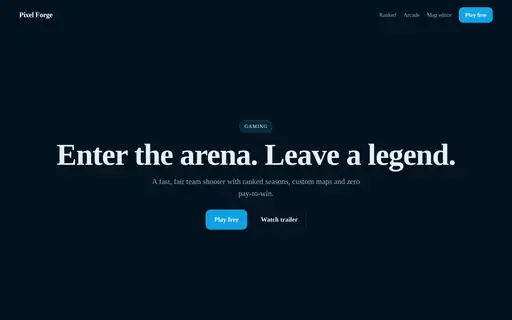 Pixel Forge
Ranked
Arcade
Map editor
Play free
GAMING
Enter the arena. Leave a legend.
A fast, fair team shooter with ranked seasons, custom maps and zero
pay-to-win.
Play free
Watch trailer